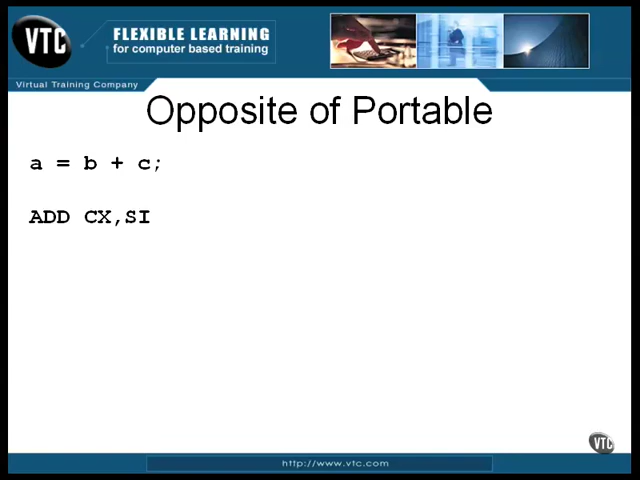 VTC
FLEXIBLE LEARNING
for computer based training
Virtual Training Company
Opposite of Portable
a = b + c;
ADD CX,SI
VTC
http://www.vtc.com